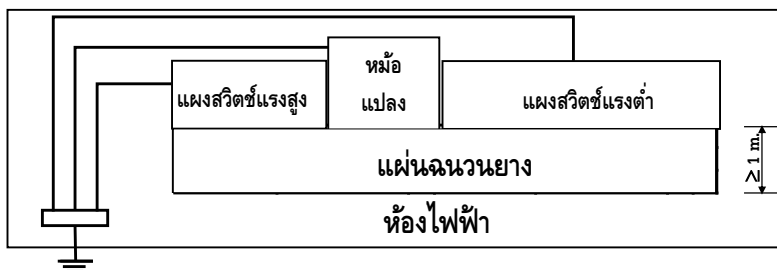 หม้อ
แปลง
แผงสวิตช์แรงสูง
แผงสวิตช์แรงต่ำ
แผ่นฉนวนยาง
≥ 1 m.
ห้องไฟฟ้า